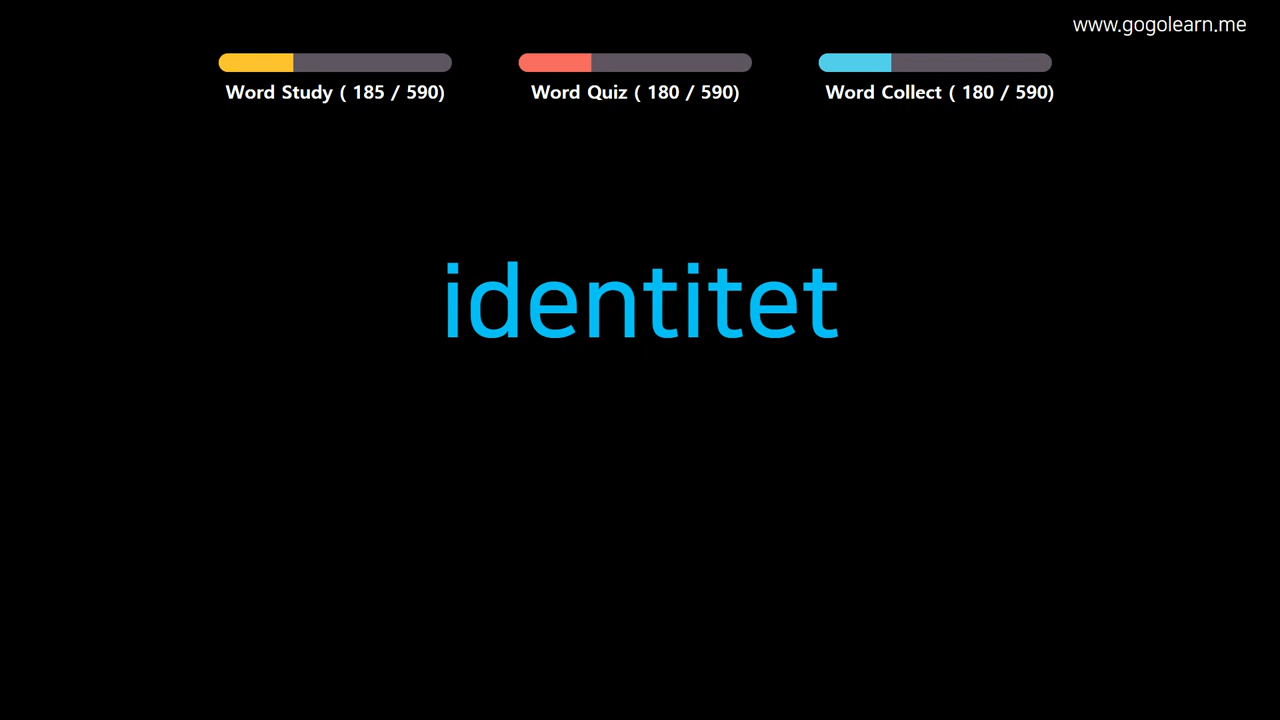 www.gogolearn.me
Word Study ( 185 / 590)
Word Quiz ( 180 / 590)
Word Collect ( 180 / 590)
identitet